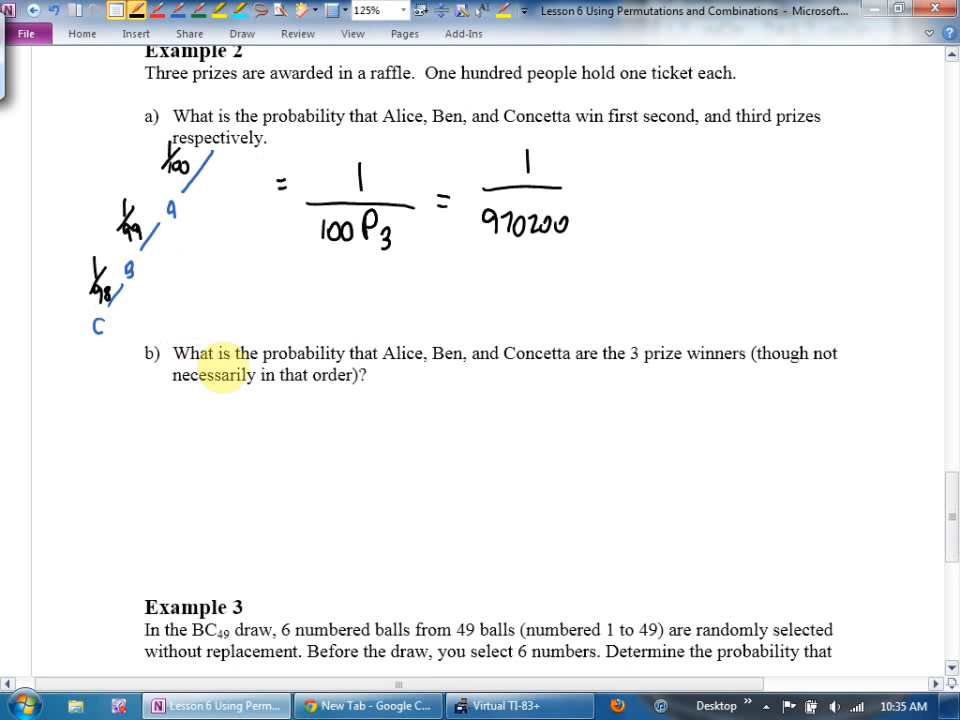 125%
Lesson 6 Using Permutations and Combinations - Microsoft...
File Home Insert Share Draw Review View Pages Add-Ins
Example 2
Three prizes are awarded in a raffle. One hundred people hold one ticket each.
a) What is the probability that Alice, Ben, and Concetta win first second, and third prizes
respectively.
1/100
A
1/99
B
1/98
C
= 1/100P3 = 1/970200
b) What is the probability that Alice, Ben, and Concetta are the 3 prize winners (though not
necessarily in that order)?
Example 3
In the BC49 draw, 6 numbered balls from 49 balls (numbered 1 to 49) are randomly selected
without replacement. Before the draw, you select 6 numbers. Determine the probability that
Lesson 6 Using Perm... New Tab - Google C... Virtual TI-83+ Desktop 10:35 AM